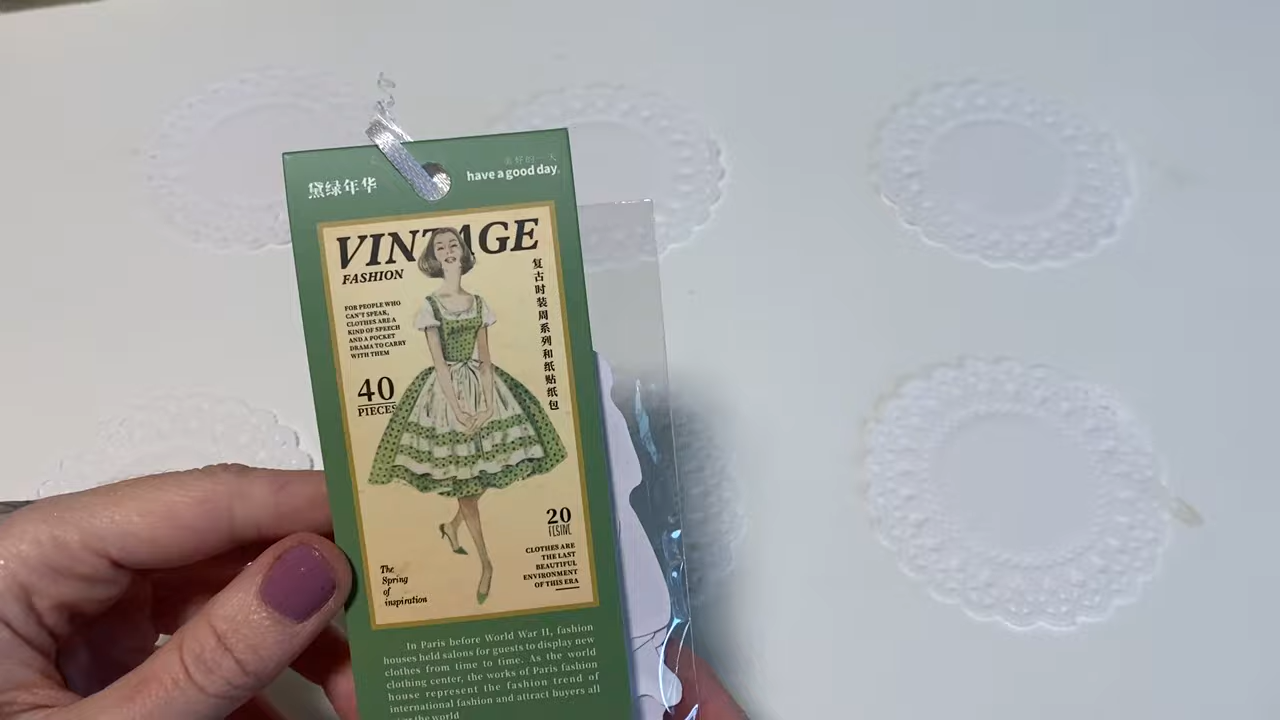 黛绿年华
have a good day.
VINTAGE
FASHION
FOR PEOPLE WHO
CAN'T SPEAK,
CLOTHES ARE A
KIND OF SPEECH
AND A POCKET
DRAMA TO CARRY
WITH THEM
复古时装周系列和纸贴纸包
40
PIECES
20
CLOTHES ARE
THE LAST
BEAUTIFUL
ENVIRONMENT
OF THIS ERA
The
Spring
of
inspiration
In Paris before World War II, fashion
houses held salons for guests to display new
clothes from time to time. As the world
clothing center, the works of Paris fashion
house represent the fashion trend of
international fashion and attract buyers all
the world